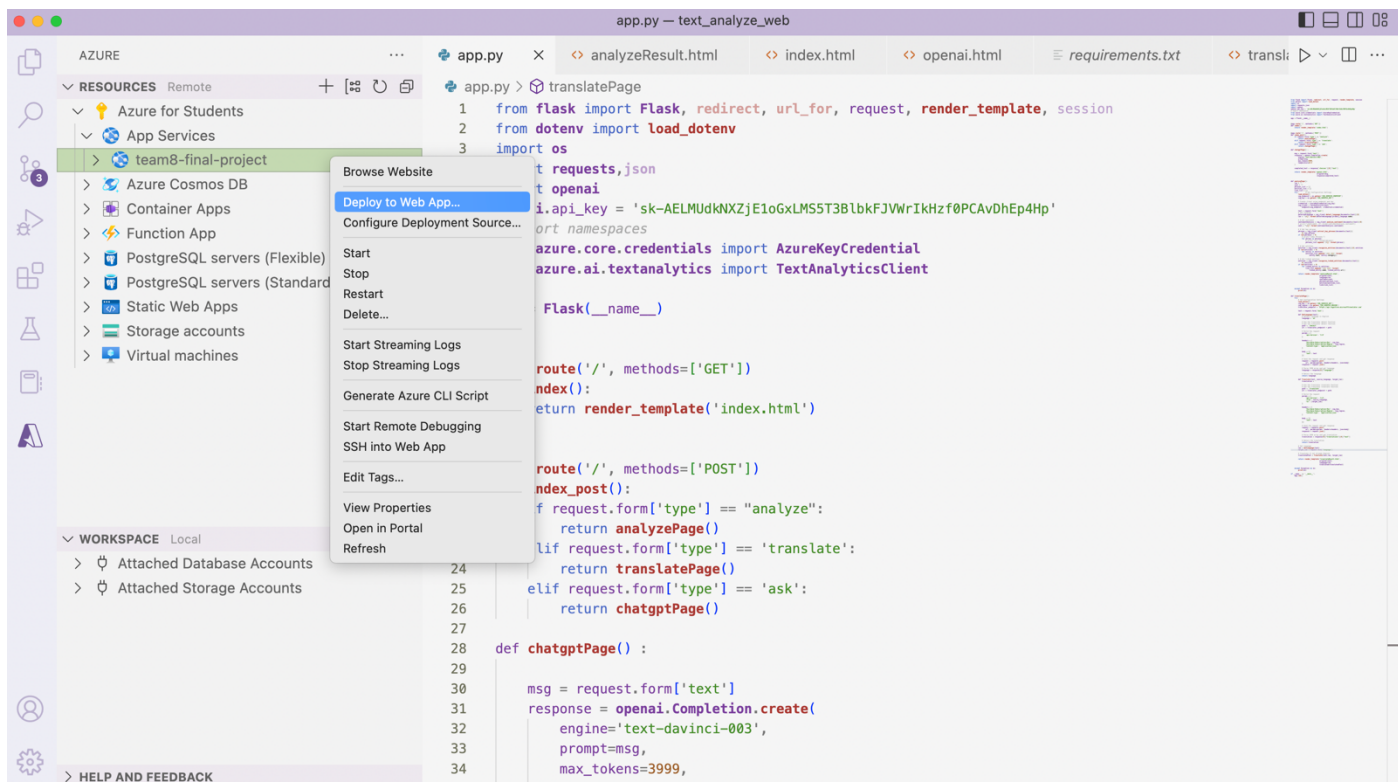 app.py — text_analyze_web
AZURE
app.py
analyzeResult.html
index.html
openai.html
requirements.txt
transla
RESOURCES Remote
Azure for Students
App Services
team8-final-project
Azure Cosmos DB
Container Apps
PostgreSQL servers (Flexible)
PostgreSQL servers (Standard
Static Web Apps
Storage accounts
Virtual machines
3
WORKSPACE Local
Attached Database Accounts
Attached Storage Accounts
HELP AND FEEDBACK
Browse Website
Deploy to Web App...
Configure Deployment Source...
Start
Stop
Restart
Delete...
Start Streaming Logs
Stop Streaming Logs
Generate Azure CLI Script
Start Remote Debugging
SSH into Web App
Edit Tags...
View Properties
Open in Portal
Refresh
app.py > translatePage
1 from flask import Flask, redirect, url_for, request, render_template, session
2 from dotenv import load_dotenv
3 import os
t requests,json
t openai
i.api_key = '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'
azure.core.credentials import AzureKeyCredential
azure.ai.textanalytics import TextAnalyticsClient
Flask(__name__)
route('/', methods=['GET'])
ndex():
eturn render_template('index.html')
route('/', methods=['POST'])
ndex_post():
f request.form['type'] == "analyze":
return analyzePage()
lif request.form['type'] == 'translate':
24 return translatePage()
25 elif request.form['type'] == 'ask':
26 return chatgptPage()
27
28 def chatgptPage() :
29
30 msg = request.form['text']
31 response = openai.Completion.create(
32 engine='text-davinci-003',
33 prompt=msg,
34 max_tokens=3999,